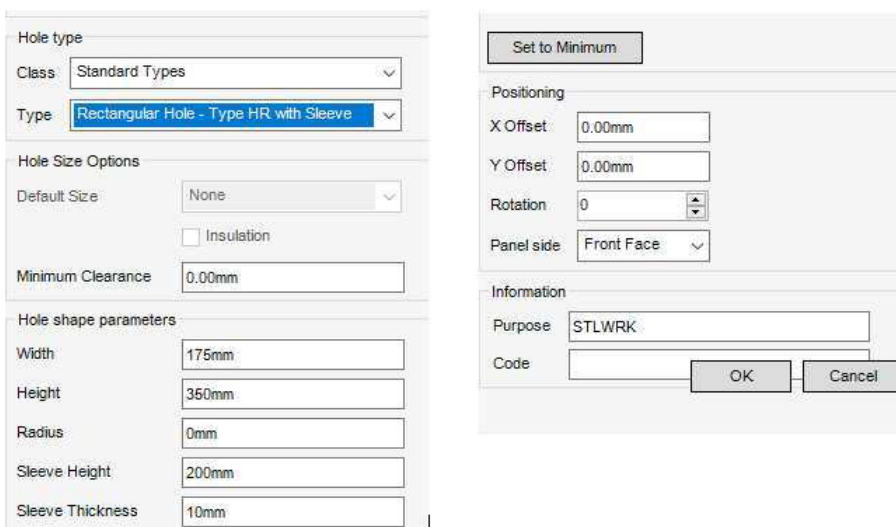 Hole type
Class Standard Types
Type Rectangular Hole - Type HR with Sleeve
Hole Size Options
Default Size None
Insulation
Minimum Clearance 0.00mm
Hole shape parameters
Width 175mm
Height 350mm
Radius 0mm
Sleeve Height 200mm
Sleeve Thickness 10mm
Set to Minimum
Positioning
X Offset 0.00mm
Y Offset 0.00mm
Rotation 0
Panel side Front Face
Information
Purpose STLWRK
Code
OK Cancel